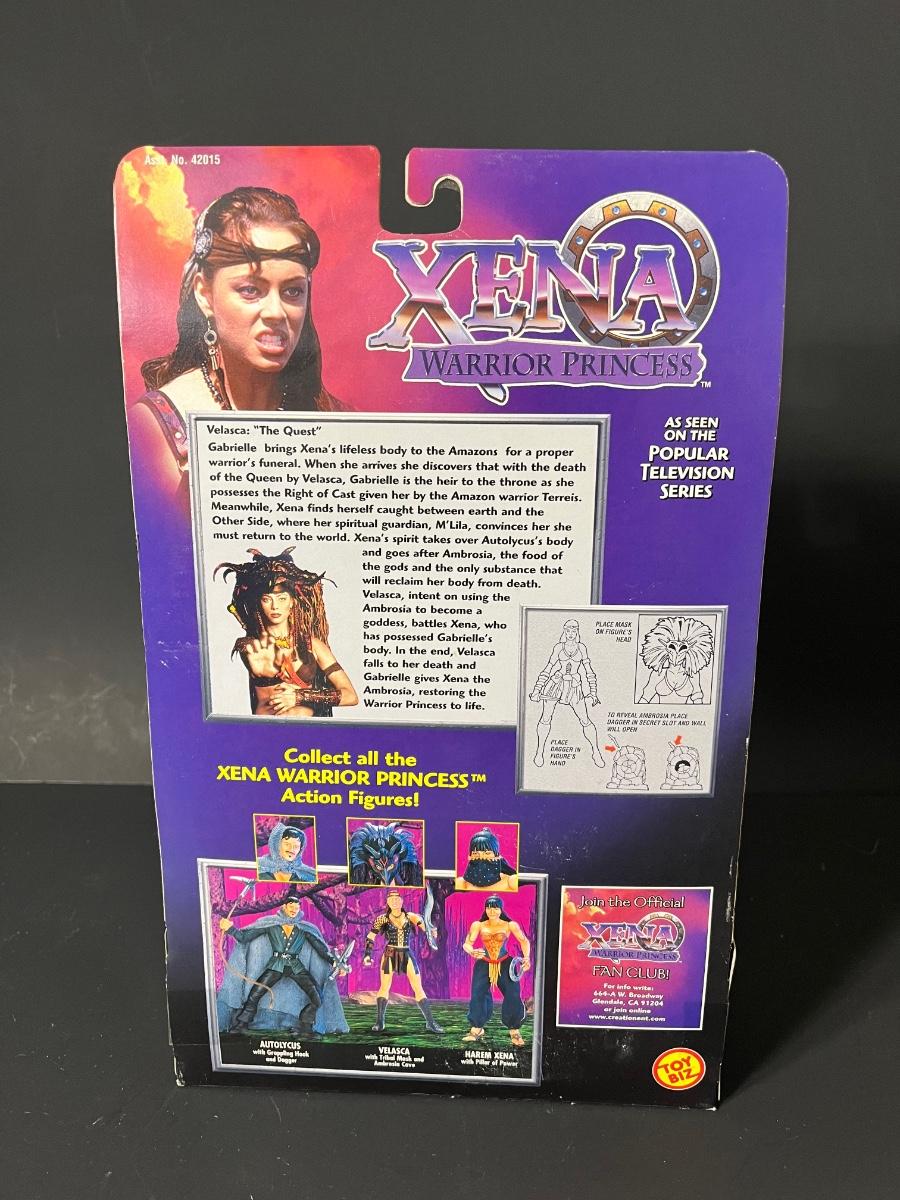 Asst. No. 42015
XENA
WARRIOR PRINCESS™
AS SEEN
ON THE
POPULAR
TELEVISION
SERIES
Velasca: "The Quest"
Gabrielle brings Xena's lifeless body to the Amazons for a proper
warrior's funeral. When she arrives she discovers that with the death
of the Queen by Velasca, Gabrielle is the heir to the throne as she
possesses the Right of Cast given her by the Amazon warrior Terreis.
Meanwhile, Xena finds herself caught between earth and the
Other Side, where her spiritual guardian, M'Lila, convinces her she
must return to the world. Xena's spirit takes over Autolycus's body
and goes after Ambrosia, the food of
the gods and the only substance that
will reclaim her body from death.
Velasca, intent on using the
Ambrosia to become a
goddess, battles Xena, who
has possessed Gabrielle's
body. In the end, Velasca
falls to her death and
Gabrielle gives Xena the
Ambrosia, restoring the
Warrior Princess to life.
PLACE MASK
ON FIGURE'S
HEAD
TO REVEAL AMBROSIA PLACE
DAGGER IN SECRET SLOT AND WALL
WILL OPEN
PLACE
DAGGER IN
FIGURE'S
HAND
Collect all the
XENA WARRIOR PRINCESS™
Action Figures!
AUTOLYCUS
with Grappling Hook
and Dagger
VELASCA
with Tribal Mask and
Ambrosia Cave
HAREM XENA
with Pillar of Power
Join the Official
XENA
WARRIOR PRINCESS
FAN CLUB!
For info write:
664-A W. Broadway
Glendale, CA 91204
or join online
www.creationent.com
TOY
BIZ